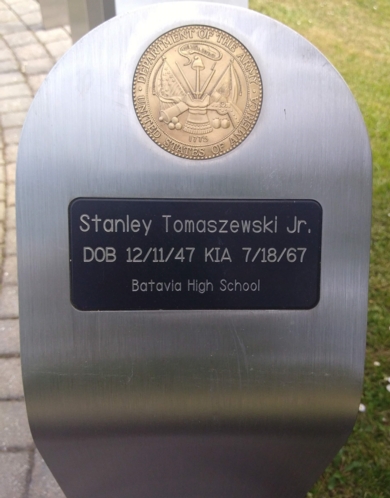 DEPARTMENT OF THE ARMY
UNITED STATES OF AMERICA
1775
Stanley Tomaszewski Jr.
DOB 12/11/47 KIA 7/18/67
Batavia High School